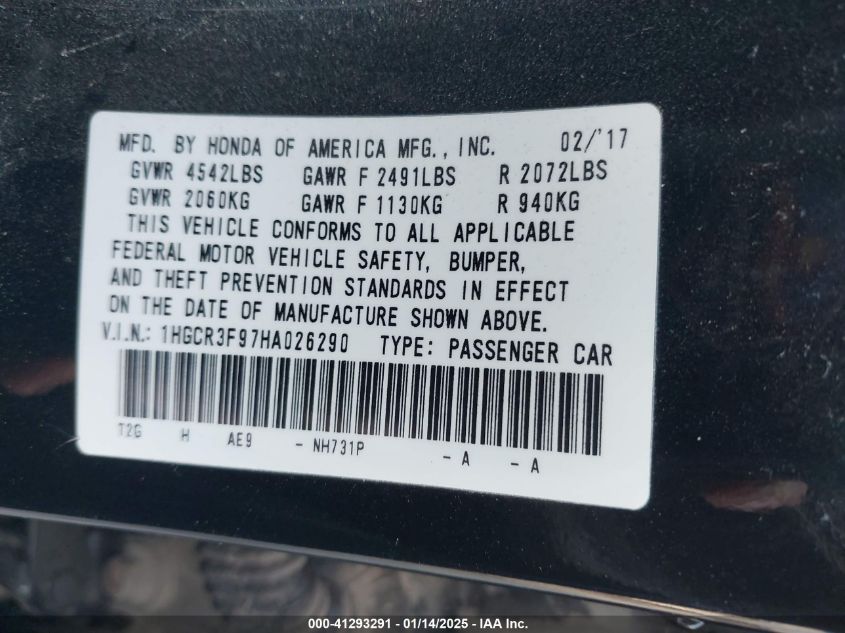 MFD. BY HONDA OF AMERICA MFG., INC. 02/'17
GVWR 4542LBS GAWR F 2491LBS R 2072LBS
GVWR 2060KG GAWR F 1130KG R 940KG
THIS VEHICLE CONFORMS TO ALL APPLICABLE
FEDERAL MOTOR VEHICLE SAFETY, BUMPER,
AND THEFT PREVENTION STANDARDS IN EFFECT
ON THE DATE OF MANUFACTURE SHOWN ABOVE.
V.I.N.: 1HGCR3F97HA026290 TYPE: PASSENGER CAR
T2G H AE9 - NH731P - A - A
000-41293291 - 01/14/2025 - IAA Inc.